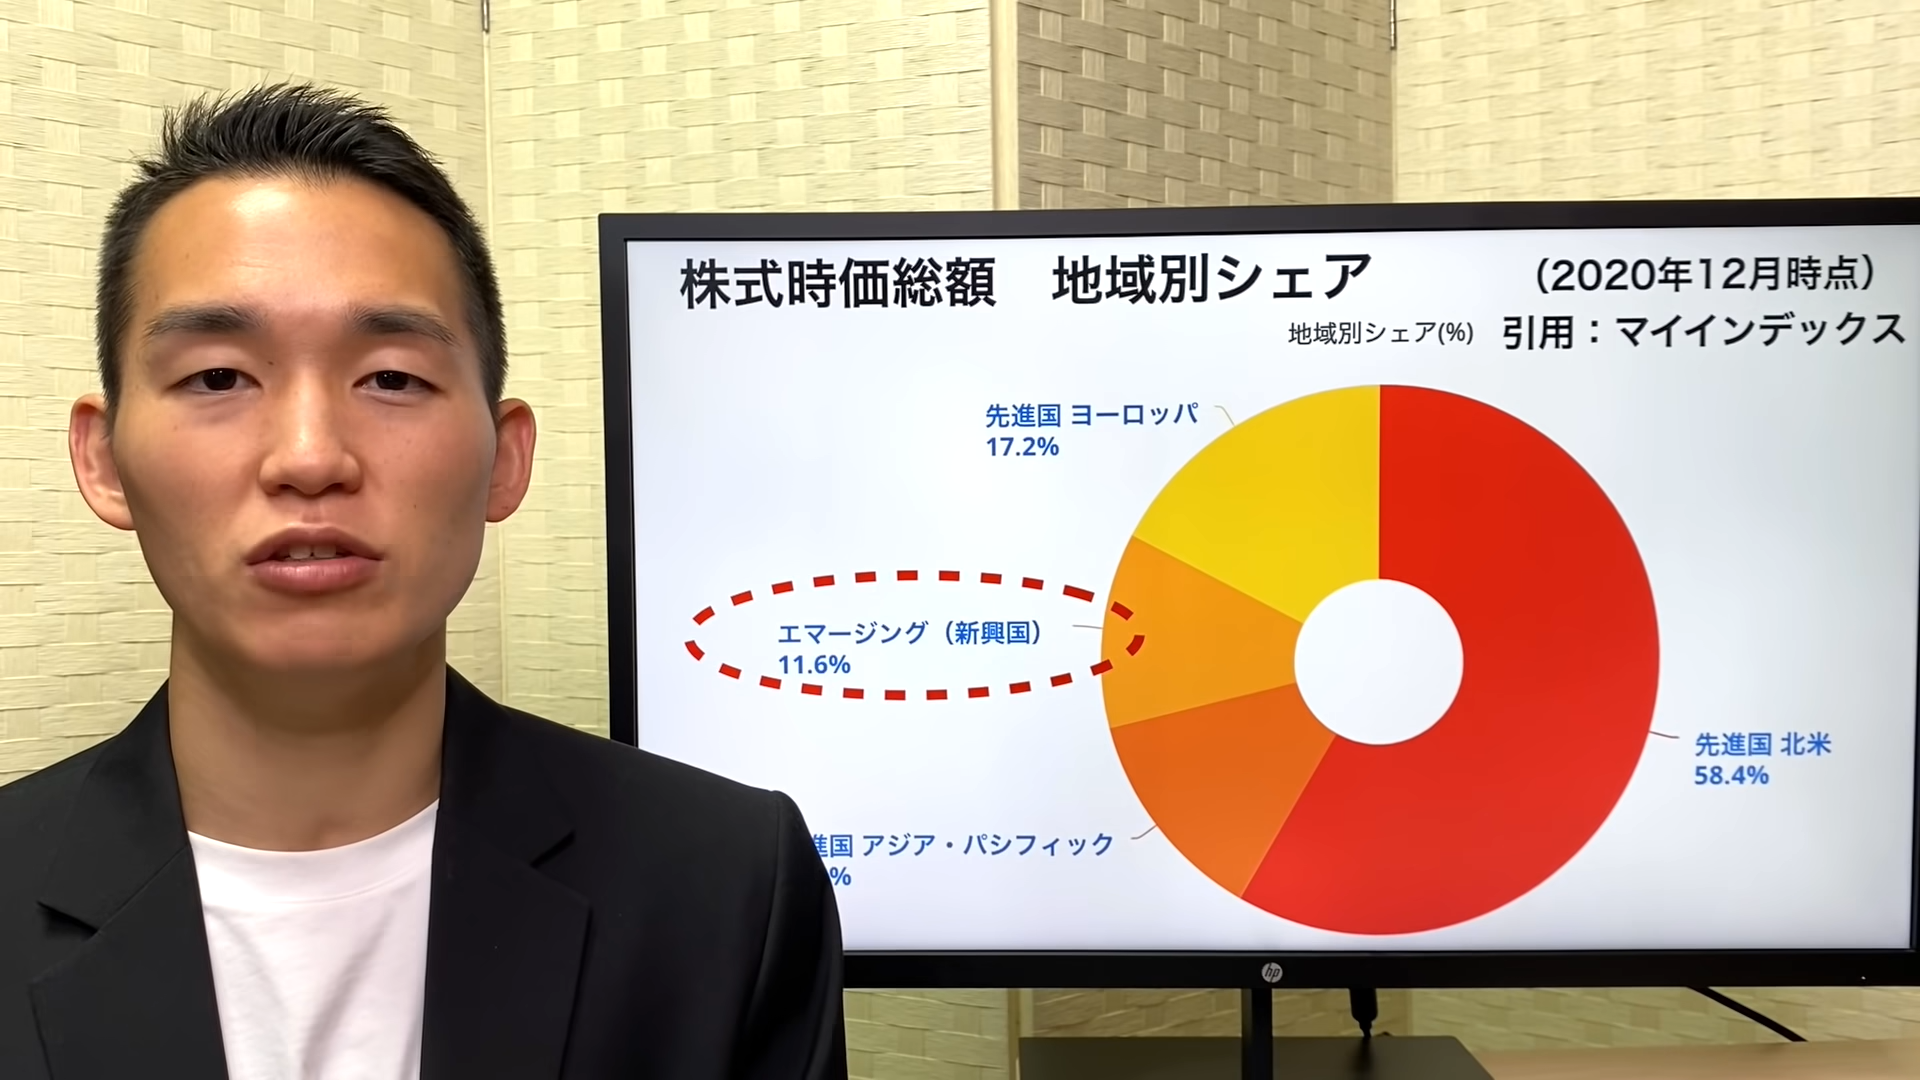 株式時価総額 地域別シェア
(2020年12月時点)
地域別シェア(%)
引用：マイインデックス
先進国 ヨーロッパ
17.2%
エマージング（新興国）
11.6%
先進国 北米
58.4%
進国 アジア・パシフィック
%
hp